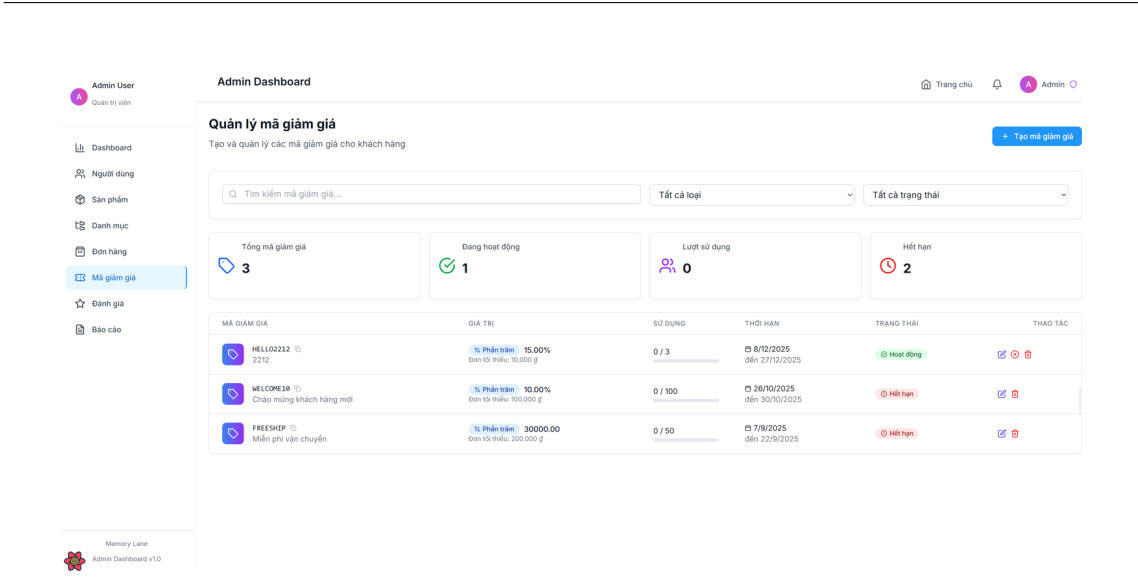 Admin User
A
Quản trị viên
Admin Dashboard
Trang chủ
A
Admin
Dashboard
Người dùng
Sản phẩm
Danh mục
Đơn hàng
Mã giảm giá
Đánh giá
Báo cáo
Quản lý mã giảm giá
Tạo và quản lý các mã giảm giá cho khách hàng
+ Tạo mã giảm giá
Tìm kiếm mã giảm giá...
Tất cả loại
Tất cả trạng thái
Tổng mã giảm giá
3
Đang hoạt động
1
Lượt sử dụng
0
Hết hạn
2
MÃ GIẢM GIÁ GIÁ TRỊ SỬ DỤNG THỜI HẠN TRẠNG THÁI THAO TÁC
HELLO2212 % Phần trăm 15.00% 0 / 3 8/12/2025 Hoạt động
2212 Đơn tối thiểu: 10.000 ₫ đến 27/12/2025
WELCOME10 % Phần trăm 10.00% 0 / 100 26/10/2025 Hết hạn
Chào mừng khách hàng mới Đơn tối thiểu: 100.000 ₫ đến 30/10/2025
FREESHIP % Phần trăm 30000.00 0 / 50 7/9/2025 Hết hạn
Miễn phí vận chuyển Đơn tối thiểu: 200.000 ₫ đến 22/9/2025
Memory Lane
Admin Dashboard v1.0